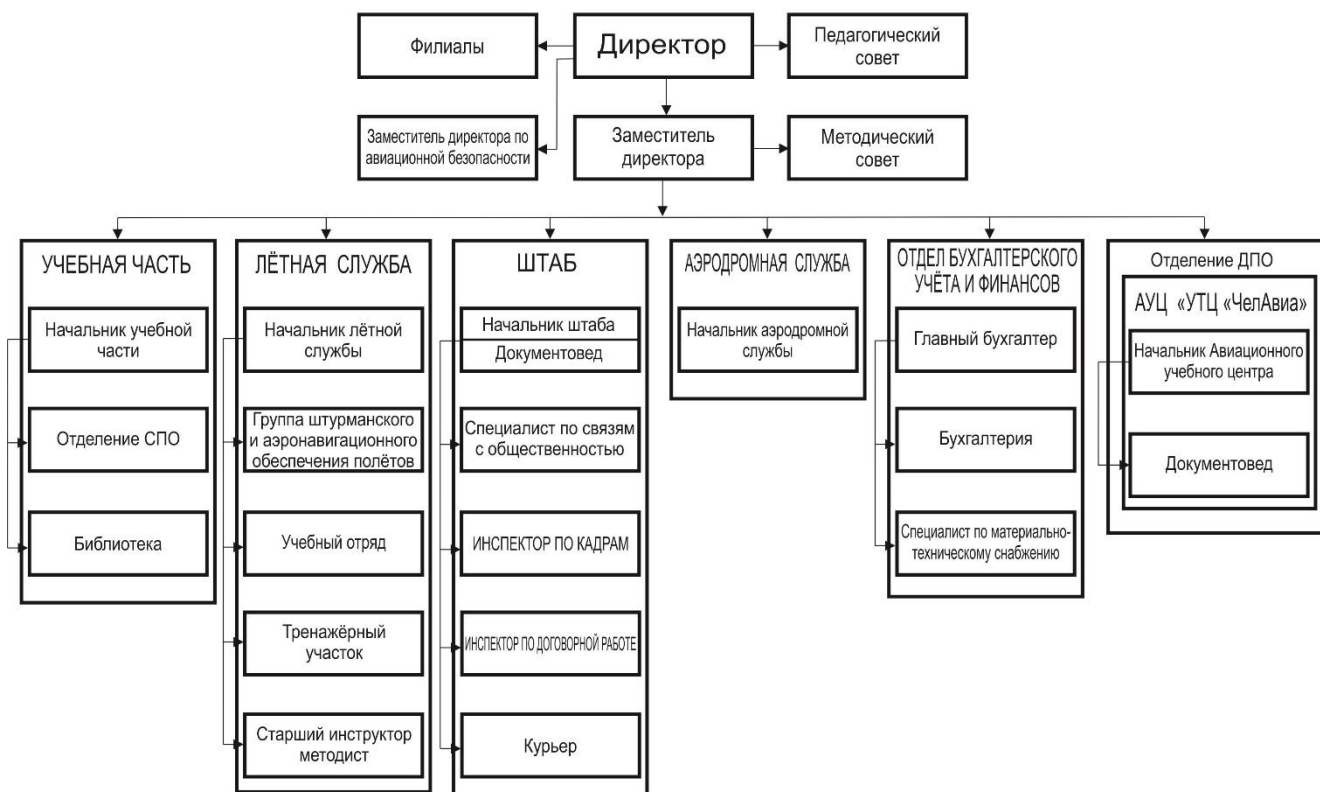 Филиалы
Директор
Педагогический
совет
Заместитель директора по
авиационной безопасности
Заместитель
директора
Методический
совет
УЧЕБНАЯ ЧАСТЬ
Начальник учебной
части
Отделение СПО
Библиотека
ЛЁТНАЯ СЛУЖБА
Начальник лётной
службы
Группа штурманского
и аэронавигационного
обеспечения полётов
Учебный отряд
Тренажёрный
участок
Старший инструктор
методист
ШТАБ
Начальник штаба
Документовед
Специалист по связям
с общественностью
ИНСПЕКТОР ПО КАДРАМ
ИНСПЕКТОР ПО ДОГОВОРНОЙ РАБОТЕ
Курьер
АЭРОДРОМНАЯ СЛУЖБА
Начальник аэродромной
службы
ОТДЕЛ БУХГАЛТЕРСКОГО
УЧЁТА И ФИНАНСОВ
Главный бухгалтер
Бухгалтерия
Специалист по материально-
техническому снабжению
Отделение ДПО
АУЦ «УТЦ «ЧелАвиа»
Начальник Авиационного
учебного центра
Документовед